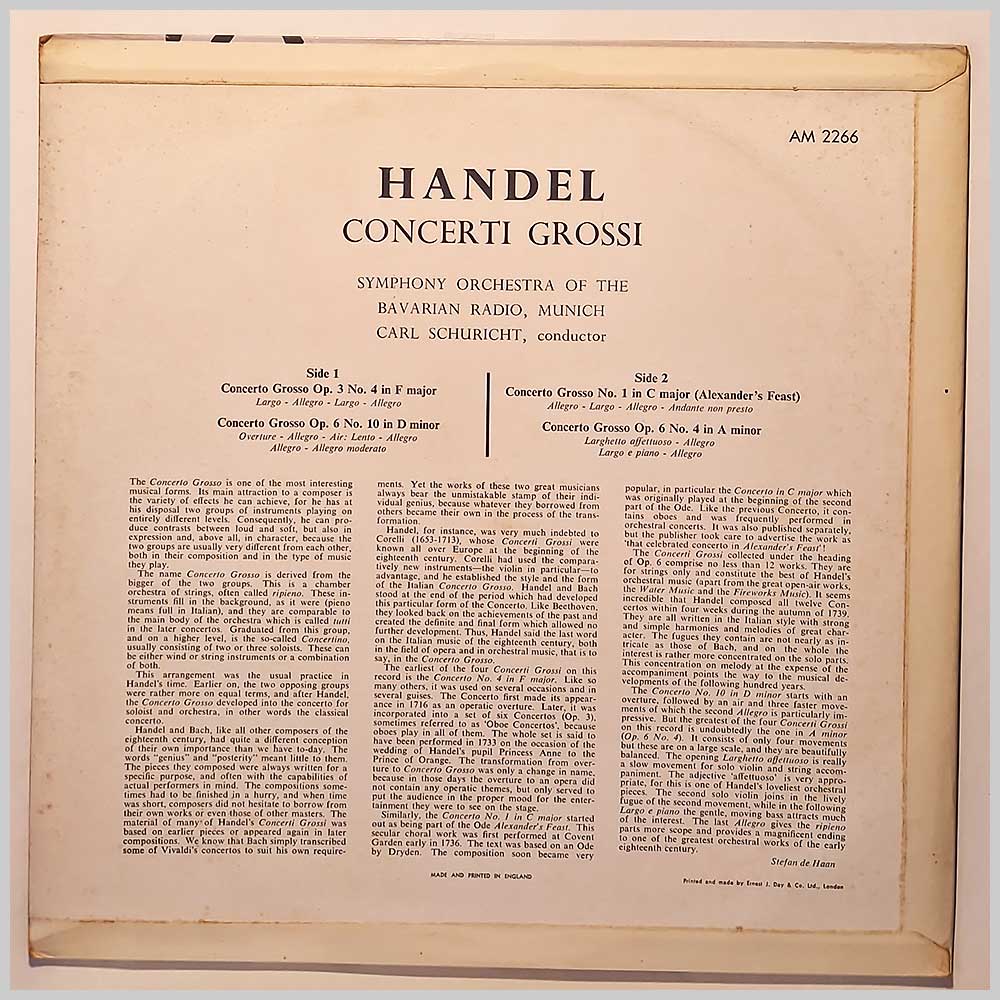 AM 2266
HANDEL
CONCERTI GROSSI
SYMPHONY ORCHESTRA OF THE
BAVARIAN RADIO, MUNICH
CARL SCHURICHT, conductor
Side 1
Concerto Grosso Op. 3 No. 4 in F major
Largo - Allegro - Largo - Allegro
Concerto Grosso Op. 6 No. 10 in D minor
Overture - Allegro - Air: Lento - Allegro
Allegro - Allegro moderato
Side 2
Concerto Grosso No. 1 in C major (Alexander's Feast)
Allegro - Largo - Allegro - Andante non presto
Concerto Grosso Op. 6 No. 4 in A minor
Larghetto affettuoso - Allegro
Largo e piano - Allegro
The Concerto Grosso is one of the most interesting
musical forms. Its main attraction to a composer is
the variety of effects he can achieve, for he has at
his disposal two groups of instruments playing on
entirely different levels. Consequently, he can pro-
duce contrasts between loud and soft, but also in
expression and, above all, in character, because the
two groups are usually very different from each other,
both in their composition and in the type of music
they play.
The name Concerto Grosso is derived from the
bigger of the two groups. This is a chamber
orchestra of strings, often called ripieno. These in-
struments fill in the background, as it were (pieno
means full in Italian), and they are comparable to
the main body of the orchestra which is called tutti
in the later concertos. Graduated from this group,
and on a higher level, is the so-called Concertino,
usually consisting of two or three soloists. These can
be either wind or string instruments or a combination
of both.
This arrangement was the usual practice in
Handel's time. Earlier on, the two opposing groups
were rather more on equal terms, and after Handel,
the Concerto Grosso developed into the concerto for
soloist and orchestra, in other words the classical
concerto.
Handel and Bach, like all other composers of the
eighteenth century, had quite a different conception
of their own importance than we have to-day. The
words "genius" and "posterity" meant little to them.
The pieces they composed were always written for a
specific purpose, and often with the capabilities of
actual performers in mind. The compositions some-
times had to be finished in a hurry, and when time
was short, composers did not hesitate to borrow from
their own works or even those of other masters. The
material of many of Handel's Concerti Grossi was
based on earlier pieces or appeared again in later
compositions. We know that Bach simply transcribed
some of Vivaldi's concertos to suit his own require-
ments. Yet the works of these two great musicians
always bear the unmistakable stamp of their indi-
vidual genius, because whatever they borrowed from
others became their own in the process of the trans-
formation.
Handel, for instance, was very much indebted to
Corelli (1653-1713), whose Concerti Grossi were
known all over Europe at the beginning of the
eighteenth century. Corelli had used the compara-
tively new instruments—the violin in particular—to
advantage, and he established the style and the form
of the Italian Concerto Grosso. Handel and Bach
stood at the end of the period which had developed
this particular form of the Concerto. Like Beethoven,
they looked back on the achievements of the past and
created the definite and final form which allowed no
further development. Thus, Handel said the last word
on the Italian music of the eighteenth century, both
in the field of opera and in orchestral music, that is to
say, in the Concerto Grosso.
The earliest of the four Concerti Grossi on this
record is the Concerto No. 4 in F major. Like so
many others, it was used on several occasions and in
several guises. The Concerto first made its appear-
ance in 1716 as an operatic overture. Later, it was
incorporated into a set of six Concertos (Op. 3),
sometimes referred to as 'Oboe Concertos', because
oboes play in all of them. The whole set is said to
have been performed in 1733 on the occasion of the
wedding of Handel's pupil Princess Anne to the
Prince of Orange. The transformation from over-
ture to Concerto Grosso was only a change in name,
because in those days the overture to an opera did
not contain any operatic themes, but only served to
put the audience in the proper mood for the enter-
tainment they were to see on the stage.
Similarly, the Concerto No. 1 in C major started
out as being part of the Ode Alexander's Feast. This
secular choral work was first performed at Covent
Garden early in 1736. The text was based on an Ode
by Dryden. The composition soon became very
popular, in particular the Concerto in C major which
was originally played at the beginning of the second
part of the Ode. Like the previous Concerto, it con-
tains oboes and was frequently performed in
orchestral concerts. It was also published separately,
but the publisher took care to advertise the work as
'that celebrated concerto in Alexander's Feast'!
The Concerti Grossi collected under the heading
of Op. 6 comprise no less than 12 works. They are
for strings only and constitute the best of Handel's
orchestral music (apart from the great open-air works,
the Water Music and the Fireworks Music). It seems
incredible that Handel composed all twelve Con-
certos within four weeks during the autumn of 1739.
They are all written in the Italian style with strong
and simple harmonies and melodies of great char-
acter. The fugues they contain are not nearly as in-
tricate as those of Bach, and on the whole the
interest is rather more concentrated on the solo parts.
This concentration on melody at the expense of the
accompaniment points the way to the musical de-
velopments of the following hundred years.
The Concerto No. 10 in D minor starts with an
overture, followed by an air and three faster move-
ments of which the second Allegro is particularly im-
pressive. But the greatest of the four Concerti Grossi
on this record is undoubtedly the one in A minor
(Op. 6 No. 4). It consists of only four movements
but these are on a large scale, and they are beautifully
balanced. The opening Larghetto affettuoso is really
a slow movement for solo violin and string accom-
paniment. The adjective 'affettuoso' is very appro-
priate, for this is one of Handel's loveliest orchestral
pieces. The second solo violin joins in the lively
fugue of the second movement, while in the following
Largo e piano the gentle, moving bass attracts much
of the interest. The last Allegro gives the ripieno
parts more scope and provides a magnificent ending
to one of the greatest orchestral works of the early
eighteenth century.
Stefan de Haan
MADE AND PRINTED IN ENGLAND
Printed and made by Ernest J. Day & Co. Ltd., London